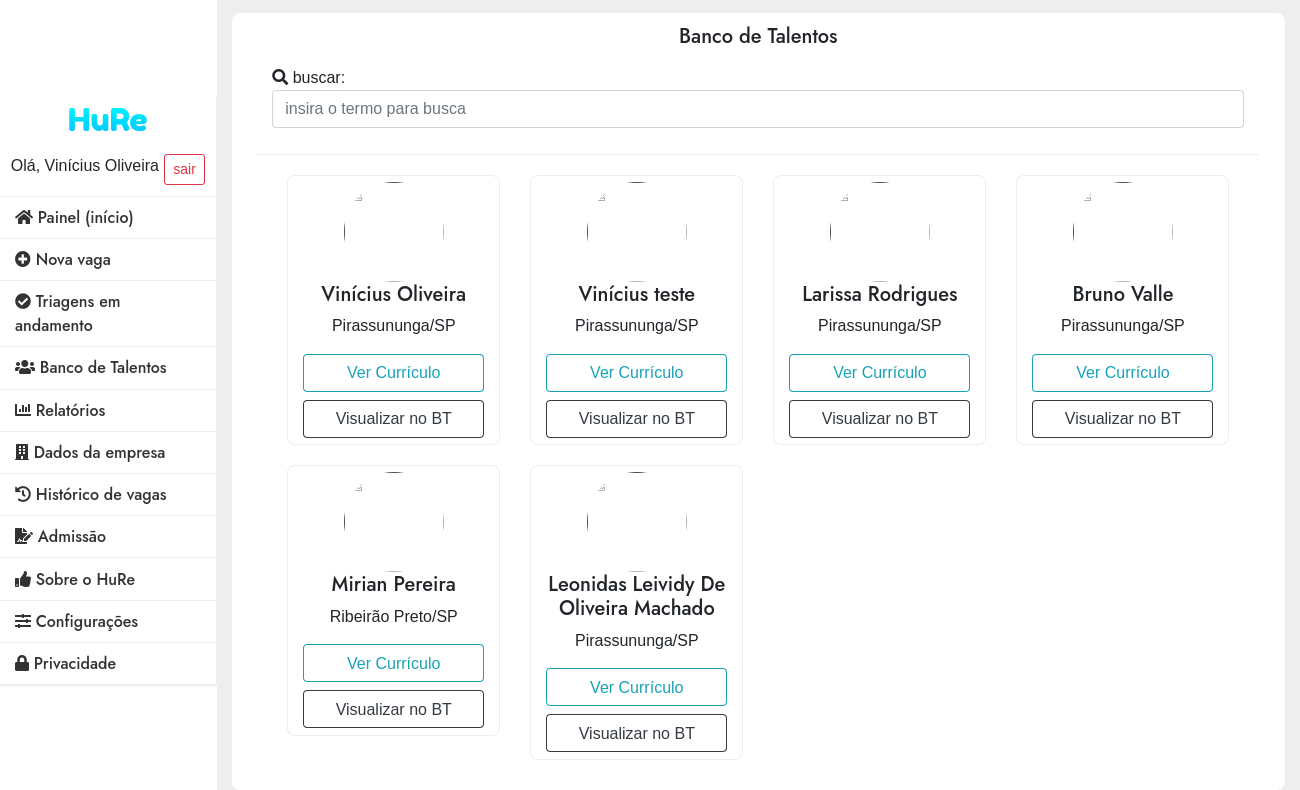 HuRe
Olá, Vinícius Oliveira
sair
Painel (início)
Nova vaga
Triagens em
andamento
Banco de Talentos
Relatórios
Dados da empresa
Histórico de vagas
Admissão
Sobre o HuRe
Configurações
Privacidade
Banco de Talentos
buscar:
insira o termo para busca
Vinícius Oliveira
Pirassununga/SP
Ver Currículo
Visualizar no BT
Vinícius teste
Pirassununga/SP
Ver Currículo
Visualizar no BT
Larissa Rodrigues
Pirassununga/SP
Ver Currículo
Visualizar no BT
Bruno Valle
Pirassununga/SP
Ver Currículo
Visualizar no BT
Mirian Pereira
Ribeirão Preto/SP
Ver Currículo
Visualizar no BT
Leonidas Leividy De
Oliveira Machado
Pirassununga/SP
Ver Currículo
Visualizar no BT